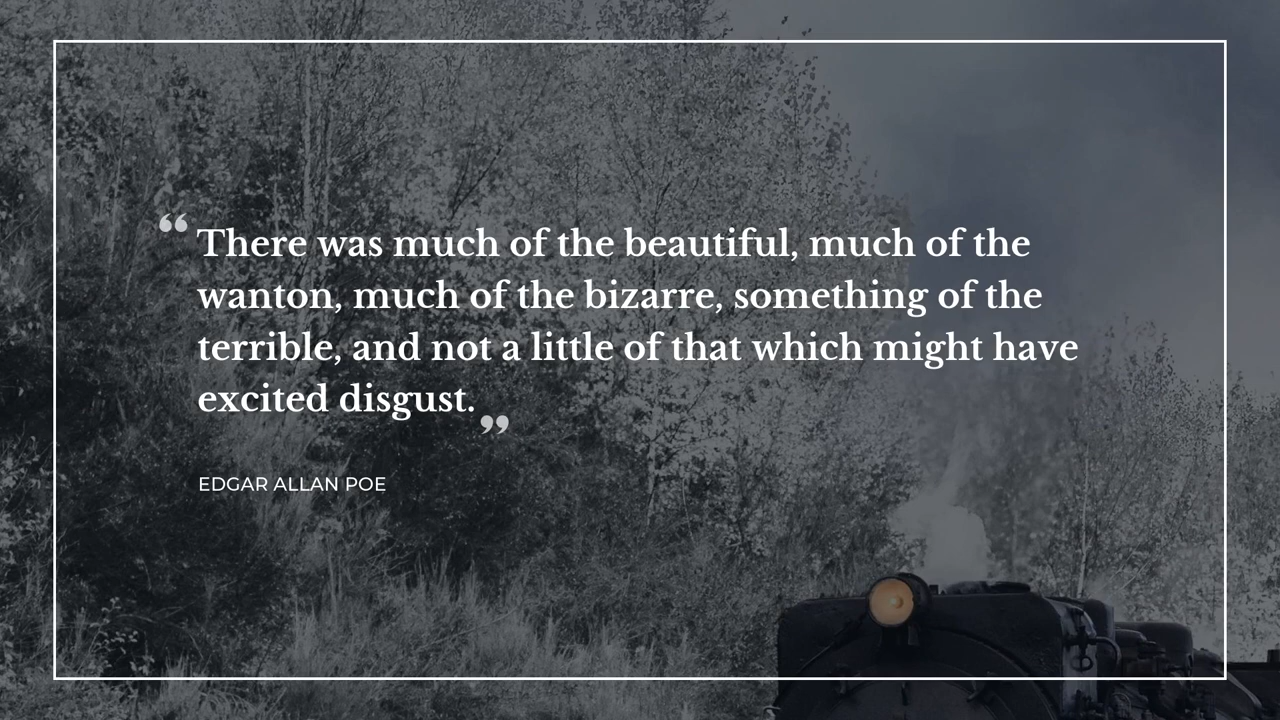 “There was much of the beautiful, much of the
wanton, much of the bizarre, something of the
terrible, and not a little of that which might have
excited disgust.”
EDGAR ALLAN POE